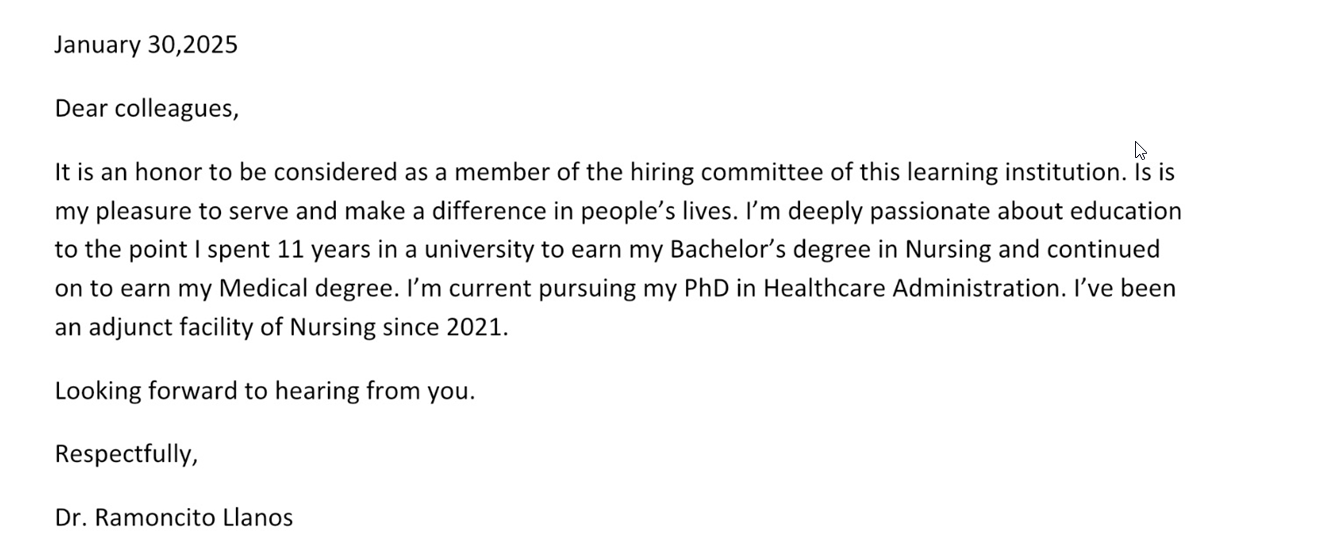 January 30,2025
Dear colleagues,
It is an honor to be considered as a member of the hiring committee of this learning institution. Is is
my pleasure to serve and make a difference in people’s lives. I’m deeply passionate about education
to the point I spent 11 years in a university to earn my Bachelor’s degree in Nursing and continued
on to earn my Medical degree. I’m current pursuing my PhD in Healthcare Administration. I’ve been
an adjunct facility of Nursing since 2021.
Looking forward to hearing from you.
Respectfully,
Dr. Ramoncito Llanos